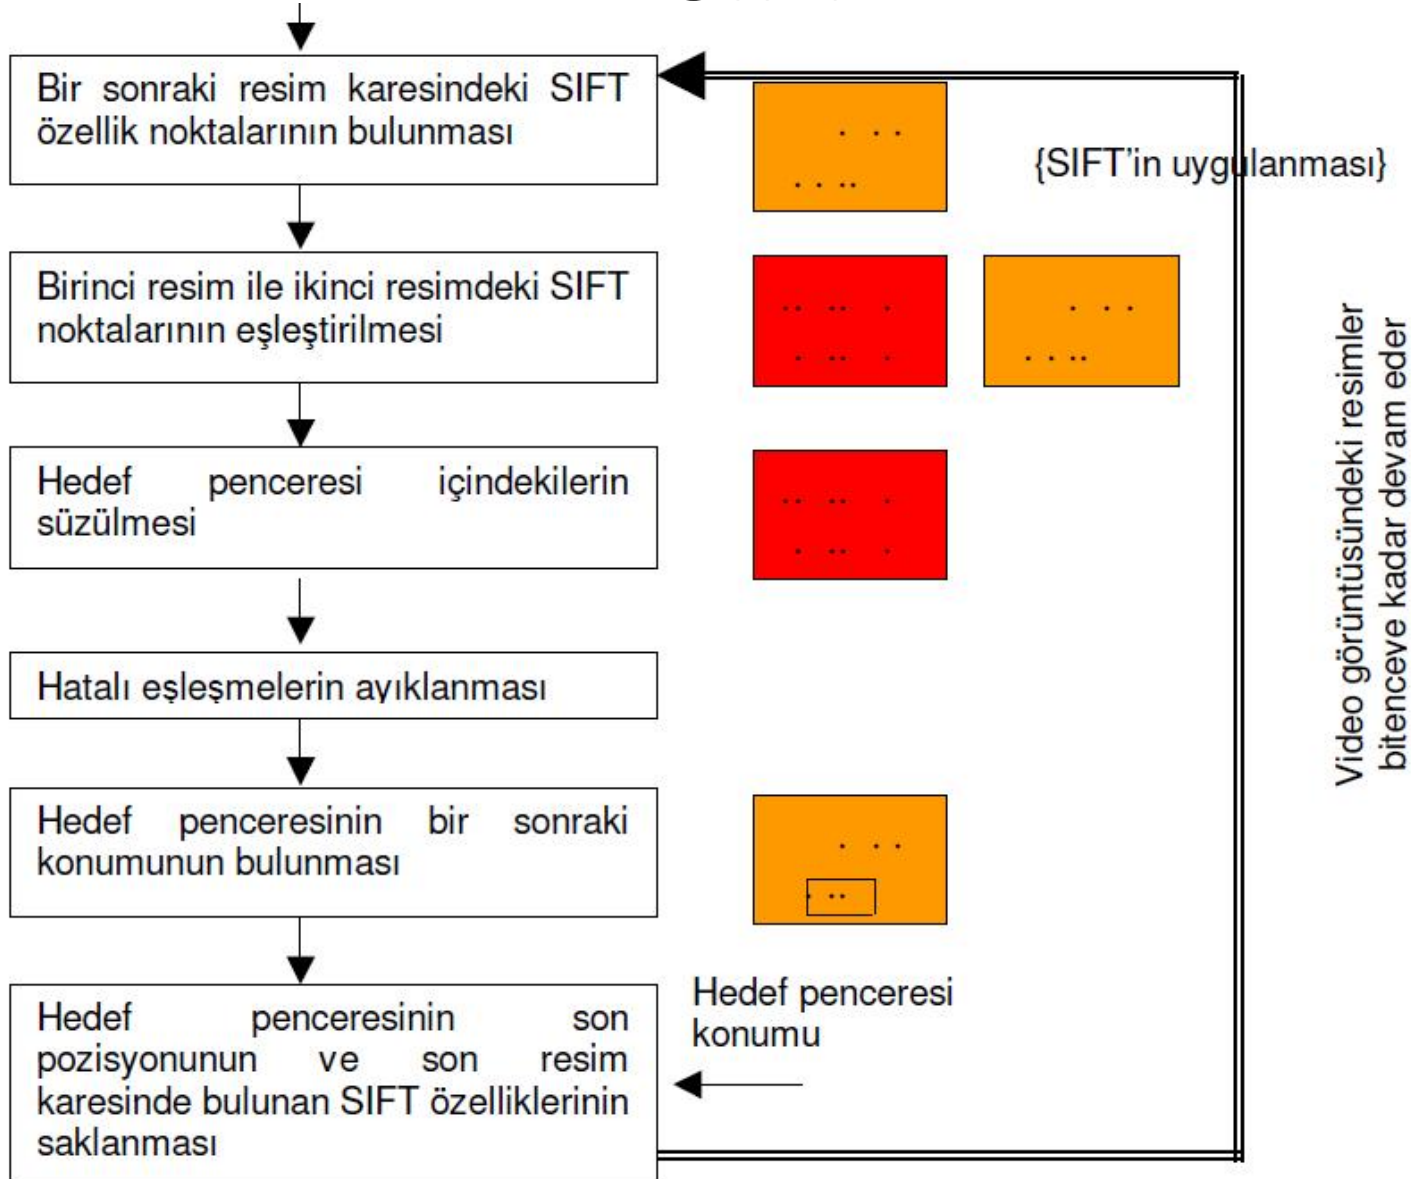 Bir sonraki resim karesindeki SIFT
özellik noktalarının bulunması
{SIFT'in uygulanması}
Birinci resim ile ikinci resimdeki SIFT
noktalarının eşleştirilmesi
Hedef penceresi içindekilerin
süzülmesi
Hatalı eşleşmelerin ayıklanması
Hedef penceresinin bir sonraki
konumunun bulunması
Hedef penceresinin son
pozisyonunun ve son resim
karesinde bulunan SIFT özelliklerinin
saklanması
Hedef penceresi
konumu
Video görüntüsündeki resimler
bitenceve kadar devam eder